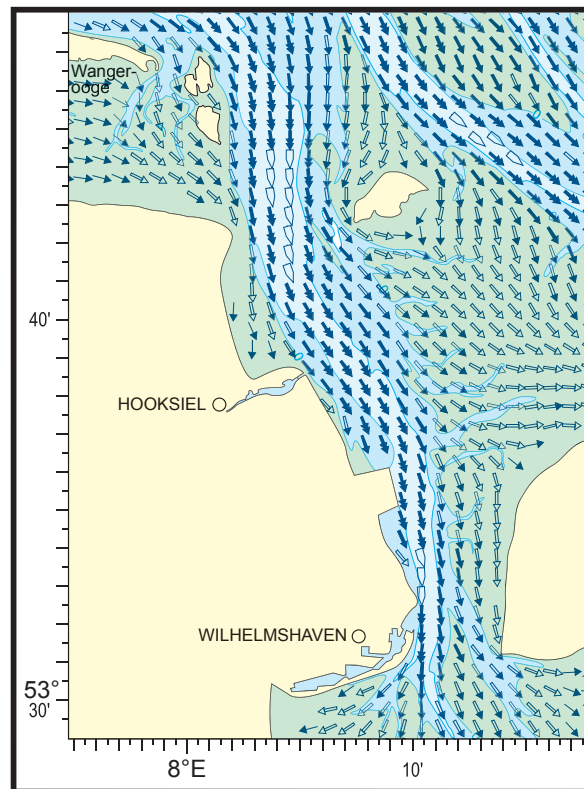 Wanger-
ooge
40'
HOOKSIEL
WILHELMSHAVEN
53°
30'
8°E
10'